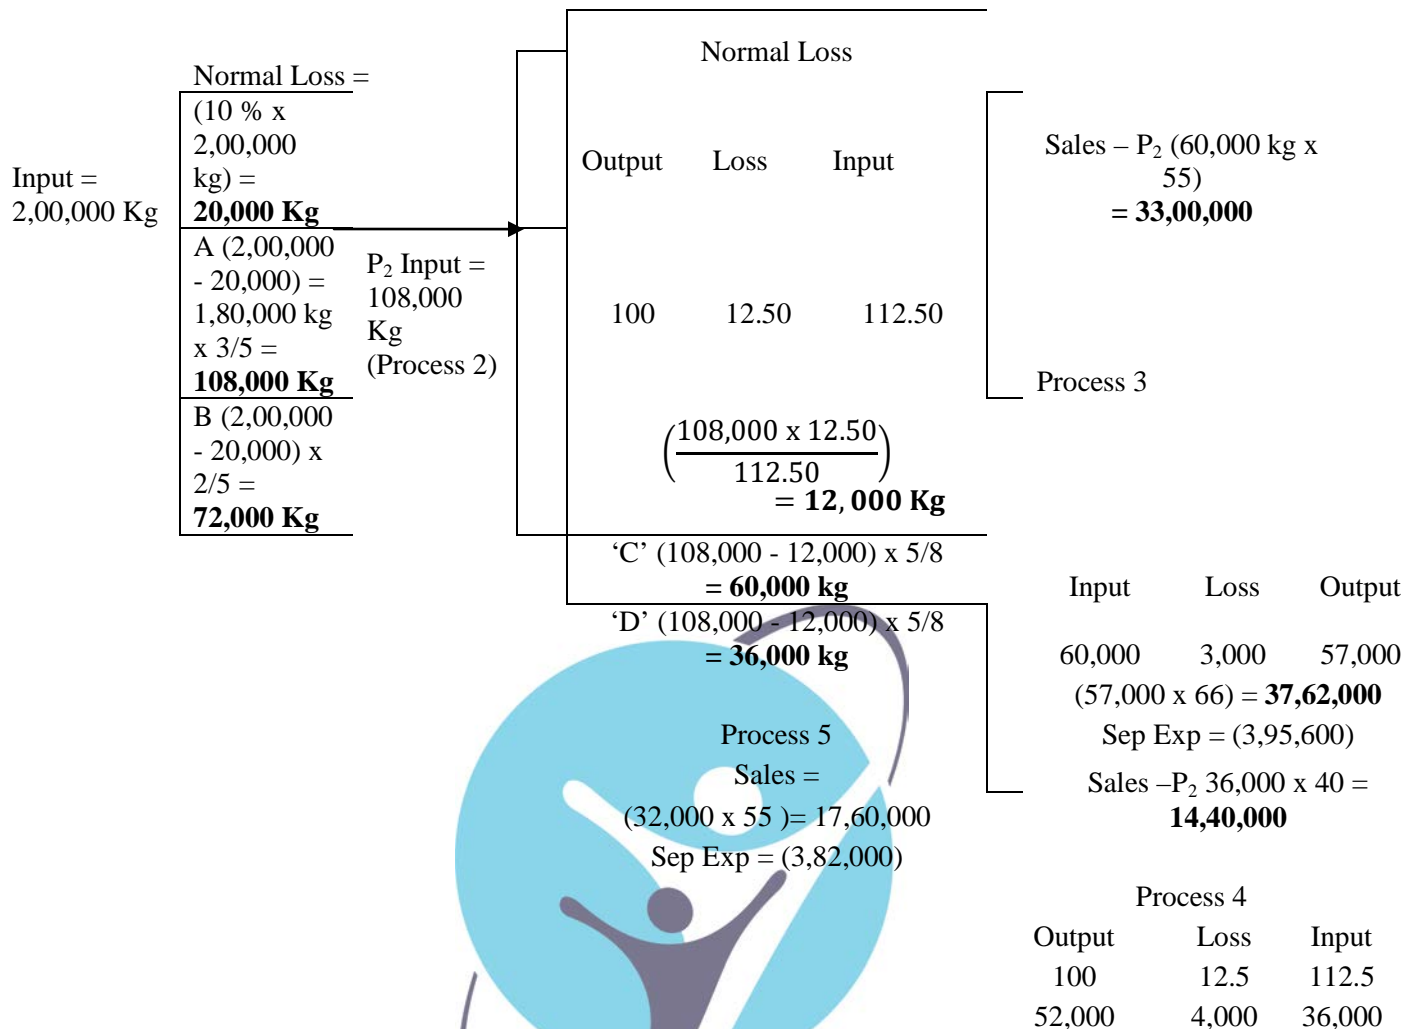 Input =
2,00,000 Kg
Normal Loss =
(10 % x
2,00,000
kg) =
20,000 Kg
A (2,00,000
- 20,000) =
1,80,000 kg
x 3/5 =
108,000 Kg
B (2,00,000
- 20,000) x
2/5 =
72,000 Kg
P₂ Input =
108,000
Kg
(Process 2)
Normal Loss
Output Loss Input
100 12.50 112.50
(108,000 x 12.50
112.50)
= 12,000 Kg
‘C’ (108,000 - 12,000) x 5/8
= 60,000 kg
‘D’ (108,000 - 12,000) x 5/8
= 36,000 kg
Process 5
Sales =
(32,000 x 55 )= 17,60,000
Sep Exp = (3,82,000)
Sales – P₂ (60,000 kg x
55)
= 33,00,000
Process 3
Input Loss Output
60,000 3,000 57,000
(57,000 x 66) = 37,62,000
Sep Exp = (3,95,600)
Sales –P₂ 36,000 x 40 =
14,40,000
Process 4
Output Loss Input
100 12.5 112.5
52,000 4,000 36,000